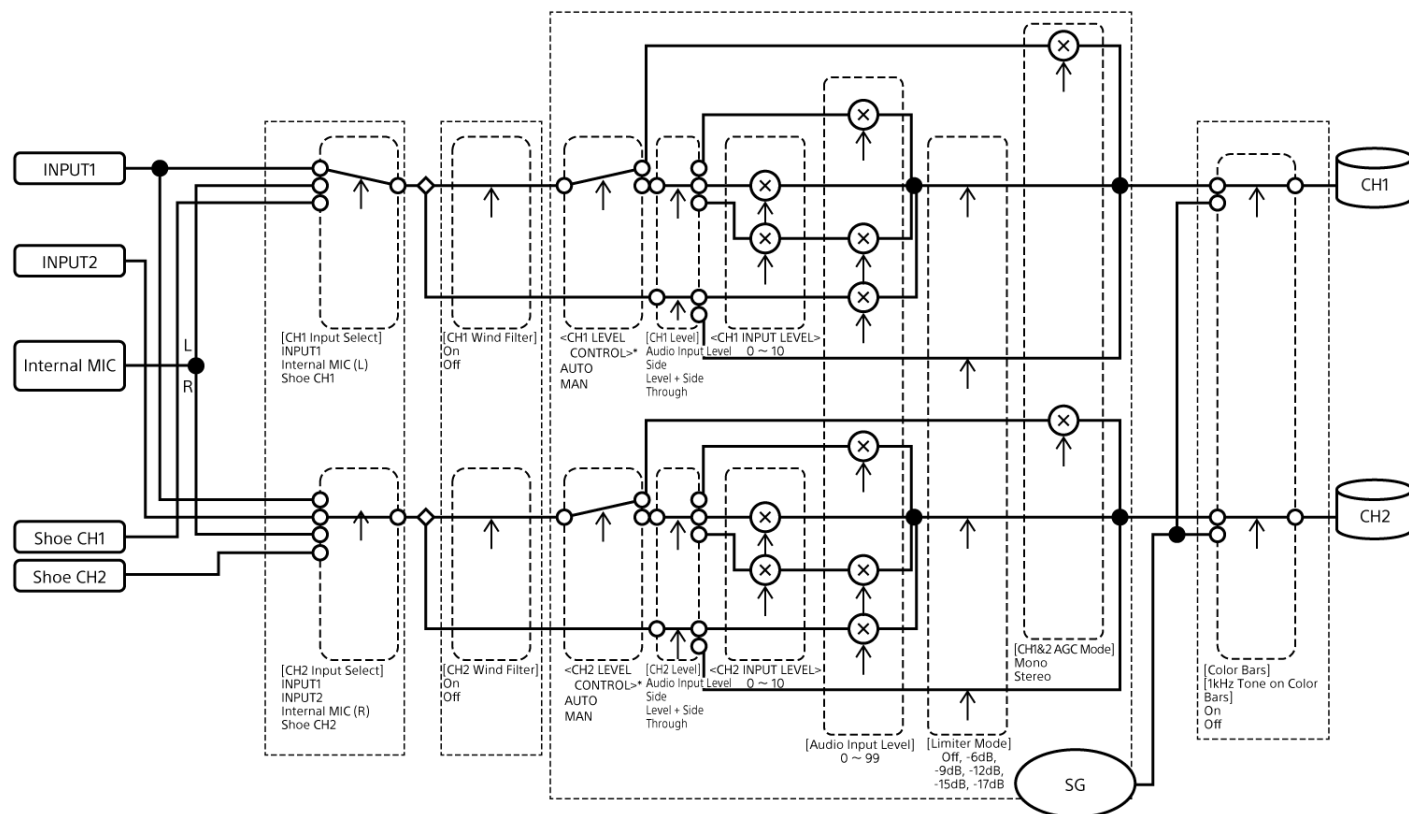 INPUT1
INPUT2
Internal MIC
L
R
Shoe CH1
Shoe CH2
[CH1 Input Select]
INPUT1
Internal MIC (L)
Shoe CH1
[CH1 Wind Filter]
On
Off
<CH1 LEVEL
CONTROL>*
AUTO
MAN
[CH1 Level]
Audio Input Level
Side
Level + Side
Through
<CH1 INPUT LEVEL>
0 ~ 10
CH1
[CH2 Input Select]
INPUT1
INPUT2
Internal MIC (R)
Shoe CH2
[CH2 Wind Filter]
On
Off
<CH2 LEVEL
CONTROL>*
AUTO
MAN
[CH2 Level]
Audio Input Level
Side
Level + Side
Through
<CH2 INPUT LEVEL>
0 ~ 10
[Audio Input Level]
0 ~ 99
[Limiter Mode]
Off, -6dB,
-9dB, -12dB,
-15dB, -17dB
[CH1&2 AGC Mode]
Mono
Stereo
[Color Bars]
[1kHz Tone on Color
Bars]
On
Off
CH2
SG